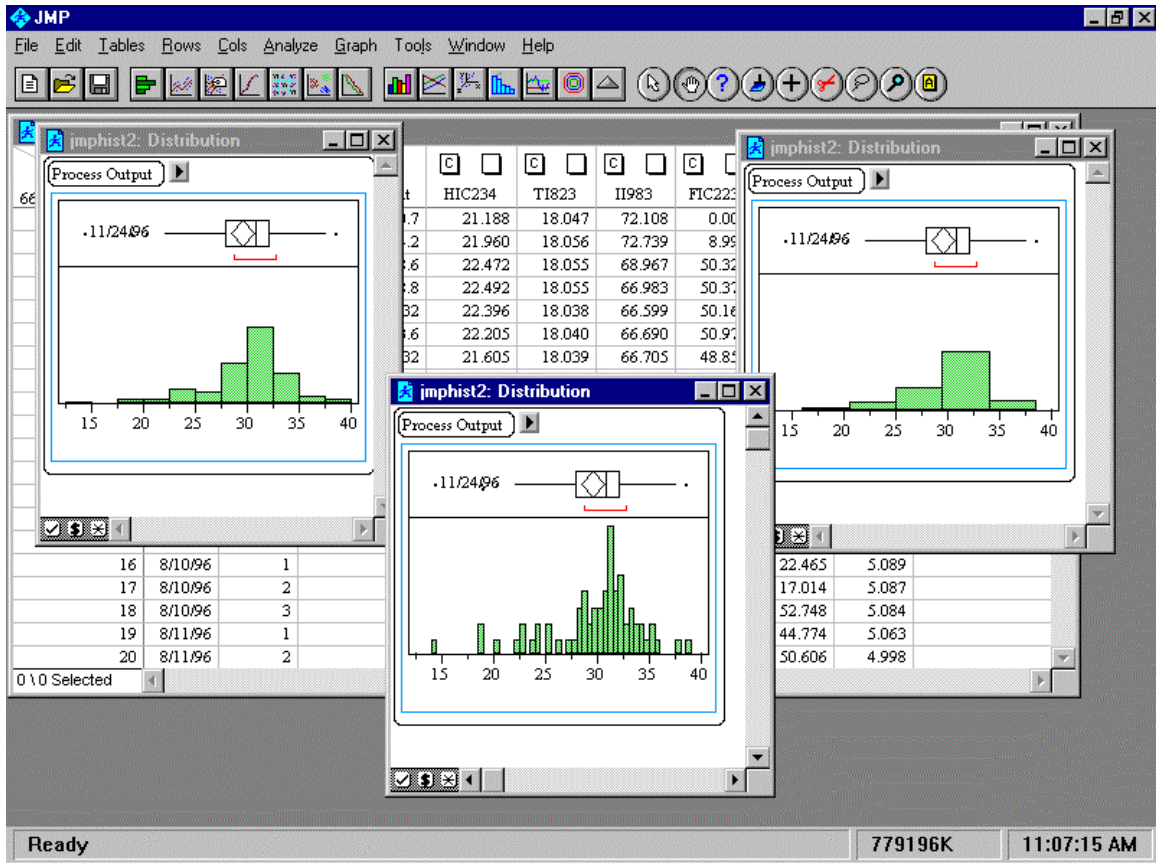 JMP
File Edit Tables Rows Cols Analyze Graph Tools Window Help
jmphist2: Distribution
Process Output
.11/24/96
15 20 25 30 35 40
HIC234 TI823 II983 FIC223
21.188 18.047 72.108
21.960 18.056 72.739
22.472 18.055 68.967
22.492 18.055 66.983
22.396 18.038 66.599
22.205 18.040 66.690
21.605 18.039 66.705
jmphist2: Distribution
Process Output
.11/24/96
15 20 25 30 35 40
jmphist2: Distribution
Process Output
.11/24/96
15 20 25 30 35 40
16 8/10/96 1 22.465 5.089
17 8/10/96 2 17.014 5.087
18 8/10/96 3 52.748 5.084
19 8/11/96 1 44.774 5.063
20 8/11/96 2 50.606 4.998
0 \ 0 Selected
Ready 779196K 11:07:15 AM